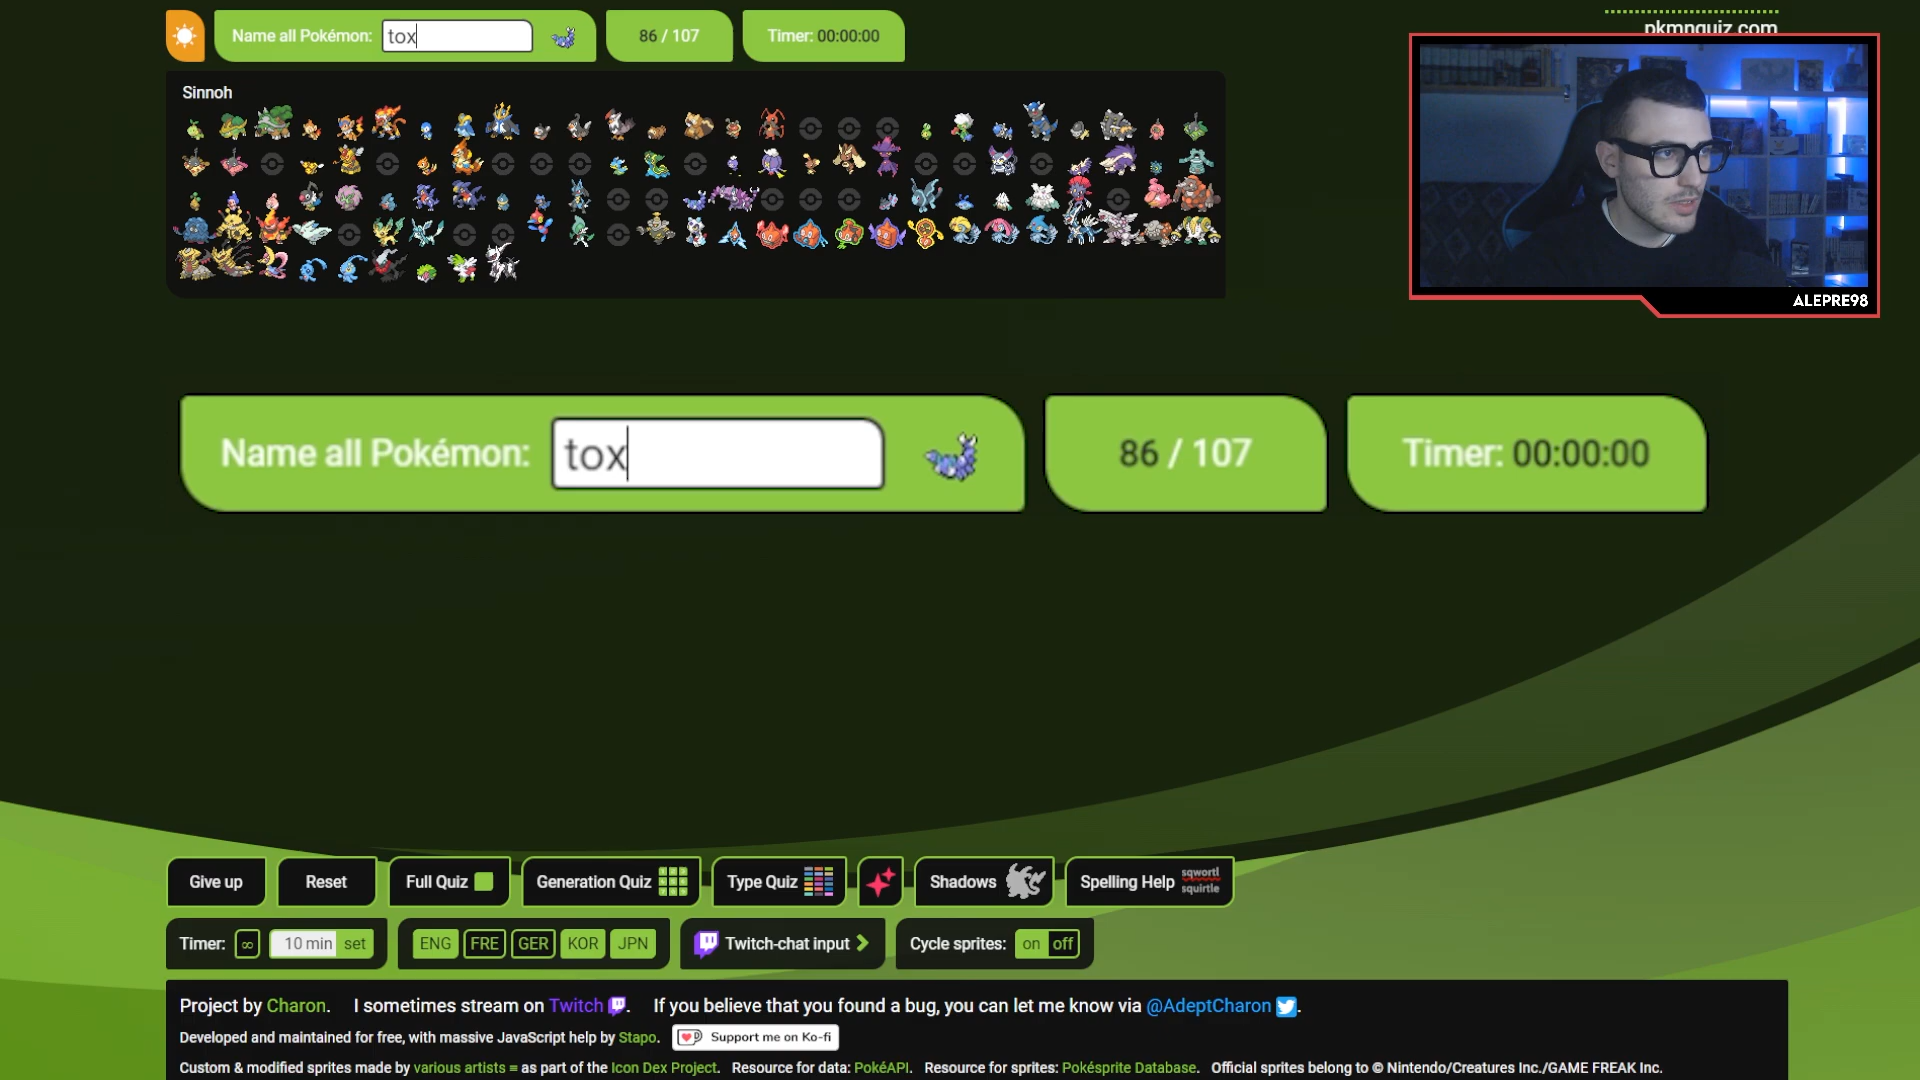 Name all Pokémon: tox
86 / 107
Timer: 00:00:00
pkmnquiz.com
Sinnoh
ALEPRE98
Name all Pokémon: tox
86 / 107
Timer: 00:00:00
Give up
Reset
Full Quiz
Generation Quiz
Type Quiz
Shadows
Spelling Help
sqwortl
squirtle
Timer: ∞ 10 min set
ENG FRE GER KOR JPN
Twitch-chat input
Cycle sprites: on off
Project by Charon. I sometimes stream on Twitch. If you believe that you found a bug, you can let me know via @AdeptCharon.
Developed and maintained for free, with massive JavaScript help by Stapo. Support me on Ko-fi
Custom & modified sprites made by various artists = as part of the Icon Dex Project. Resource for data: PokéAPI. Resource for sprites: Pokésprite Database. Official sprites belong to © Nintendo/Creatures Inc./GAME FREAK Inc.